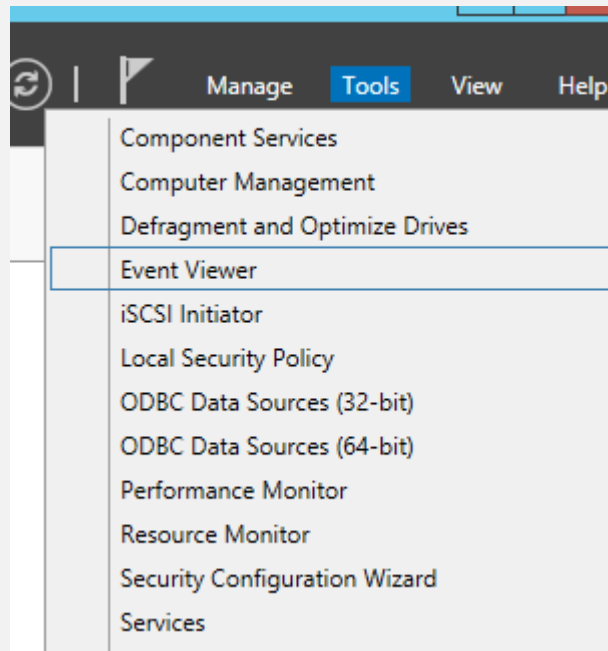 Manage Tools View Help
Component Services
Computer Management
Defragment and Optimize Drives
Event Viewer
iSCSI Initiator
Local Security Policy
ODBC Data Sources (32-bit)
ODBC Data Sources (64-bit)
Performance Monitor
Resource Monitor
Security Configuration Wizard
Services